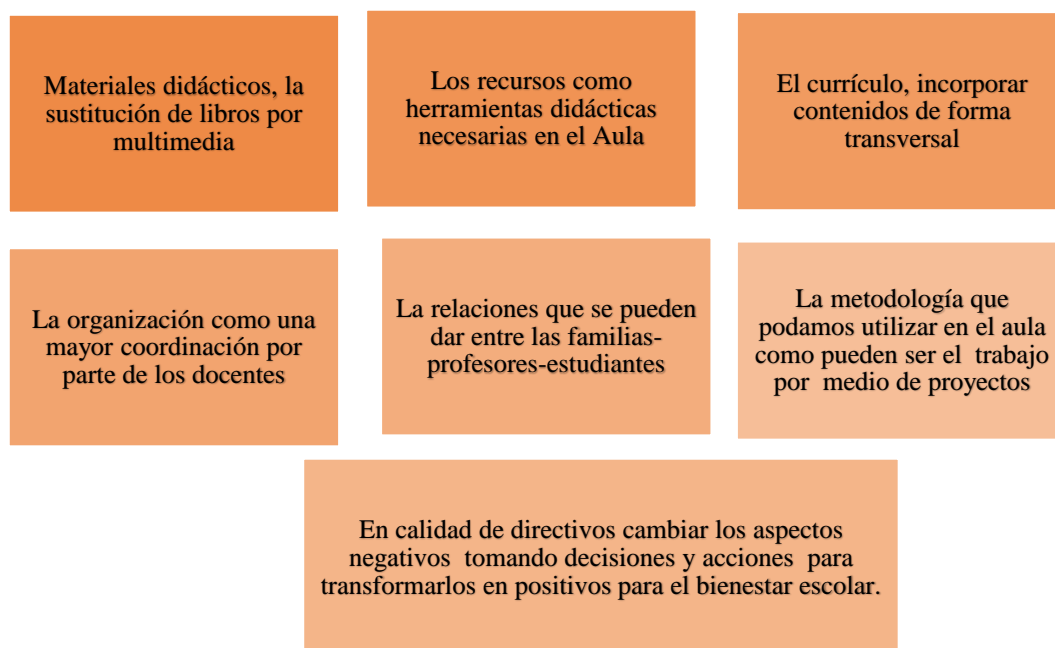 Materiales didácticos, la
sustitución de libros por
multimedia
Los recursos como
herramientas didácticas
necesarias en el Aula
El currículo, incorporar
contenidos de forma
transversal
La organización como una
mayor coordinación por
parte de los docentes
La relaciones que se pueden
dar entre las familias-
profesores-estudiantes
La metodología que
podamos utilizar en el aula
como pueden ser el trabajo
por medio de proyectos
En calidad de directivos cambiar los aspectos
negativos tomando decisiones y acciones para
transformarlos en positivos para el bienestar escolar.